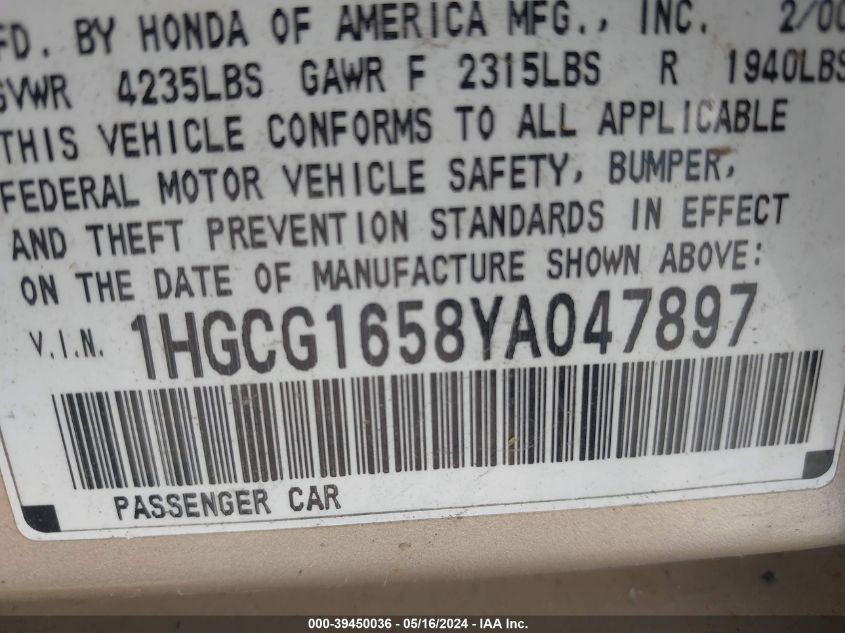 FD. BY HONDA OF AMERICA MFG., INC. 2/00
GVWR 4235LBS GAWR F 2315LBS R 1940LBS
THIS VEHICLE CONFORMS TO ALL APPLICABLE
FEDERAL MOTOR VEHICLE SAFETY, BUMPER,
AND THEFT PREVENTION STANDARDS IN EFFECT
ON THE DATE OF MANUFACTURE SHOWN ABOVE:
V.I.N. 1HGCG1658YA047897
PASSENGER CAR
000-39450036 - 05/16/2024 - IAAI Inc.